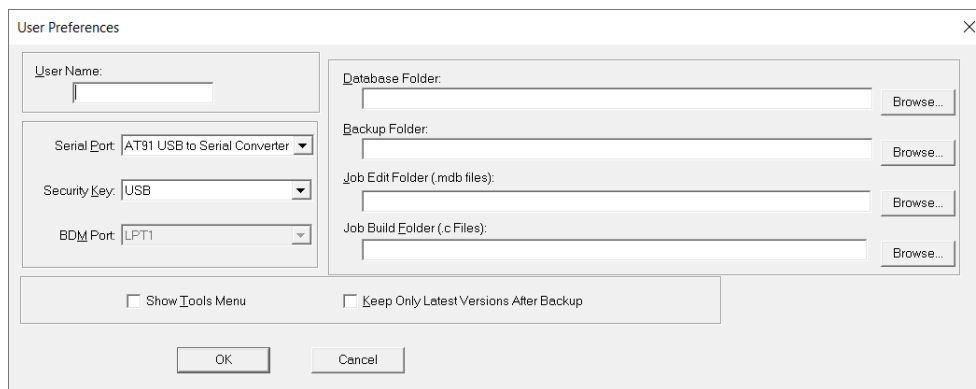 User Preferences
User Name:
Serial Port: AT91 USB to Serial Converter
Security Key: USB
BDM Port: LPT1
Database Folder:
Browse...
Backup Folder:
Browse...
Job Edit Folder (.mdb files):
Browse...
Job Build Folder (.c Files):
Browse...
Show Tools Menu
Keep Only Latest Versions After Backup
OK
Cancel